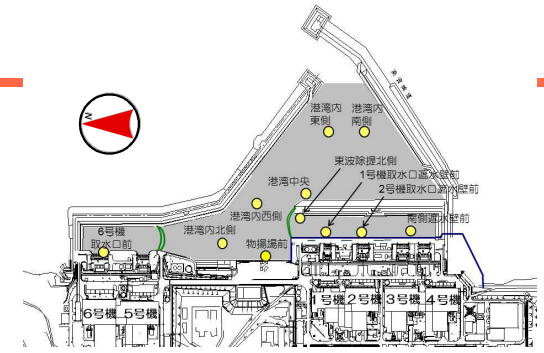 港湾内
東側
港湾内
南側
N
東波除提北側
1号機取水口遮水壁前
港湾中央
2号機取水口遮水壁前
港湾内西側
南側遮水壁前
6号機
取水口前
港湾内北側
物揚場前
6号機
5号機
1号機
2号機
3号機
4号機